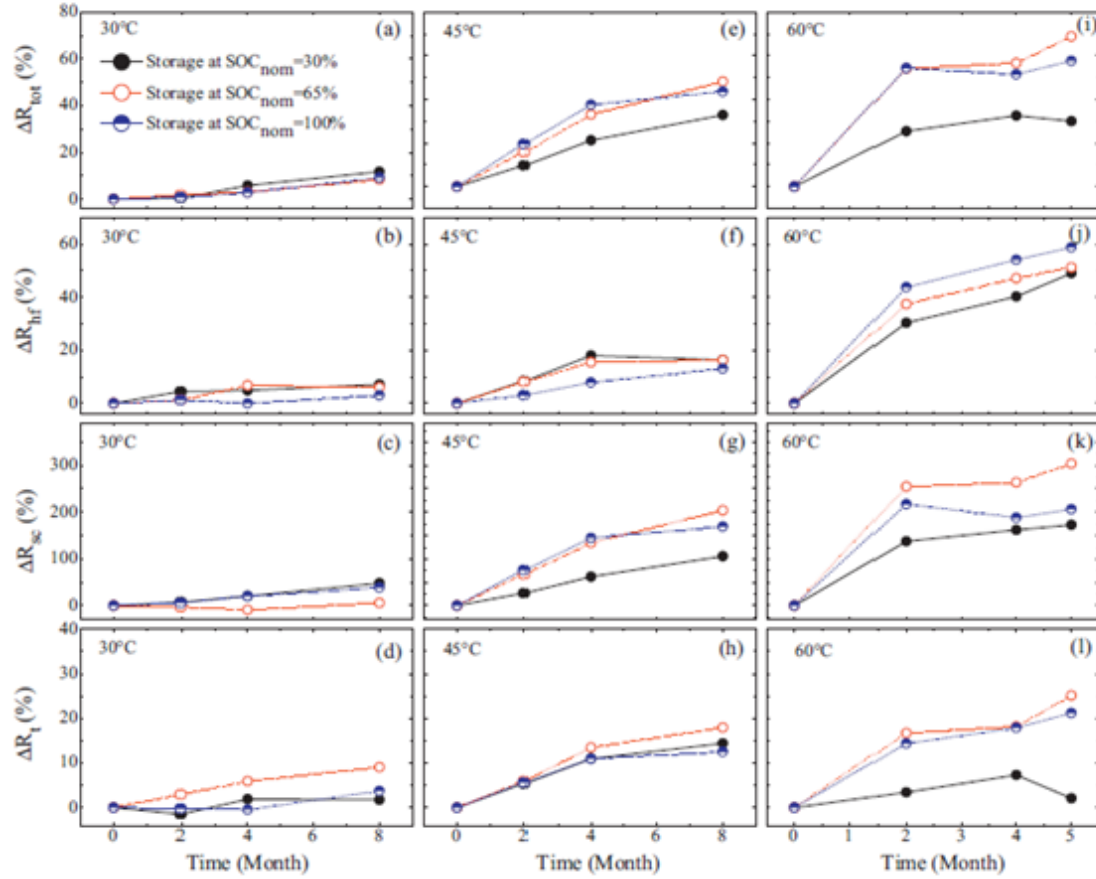 30°C (a) 45°C (e) 60°C (i)
Storage at SOCnom=30%
Storage at SOCnom=65%
Storage at SOCnom=100%
ΔRtot (%)
80
60
40
20
0
30°C (b) 45°C (f) 60°C (j)
ΔRhf (%)
60
40
20
0
30°C (c) 45°C (g) 60°C (k)
ΔRsc (%)
300
200
100
0
30°C (d) 45°C (h) 60°C (l)
ΔRt (%)
40
30
20
10
0
0 2 4 6 8 0 2 4 6 8 0 1 2 3 4 5
Time (Month) Time (Month) Time (Month)